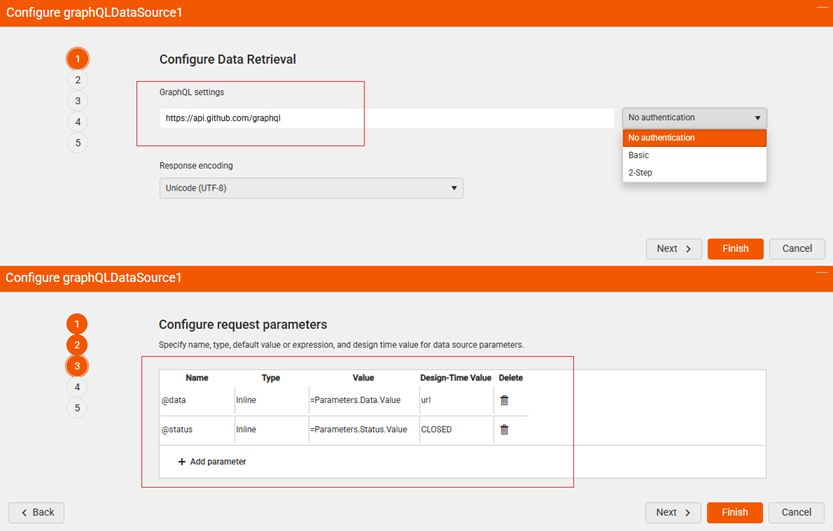 Configure graphQLDataSource1
1
2
3
4
5
Configure Data Retrieval
GraphQL settings
https://api.github.com/graphql
No authentication
No authentication
Basic
2-Step
Response encoding
Unicode (UTF-8)
Next
Finish
Cancel
Configure graphQLDataSource1
1
2
3
4
5
Configure request parameters
Specify name, type, default value or expression, and design time value for data source parameters.
Name Type Value Design-Time Value Delete
@data Inline =Parameters.Data.Value url
@status Inline =Parameters.Status.Value CLOSED
+ Add parameter
Back
Next
Finish
Cancel